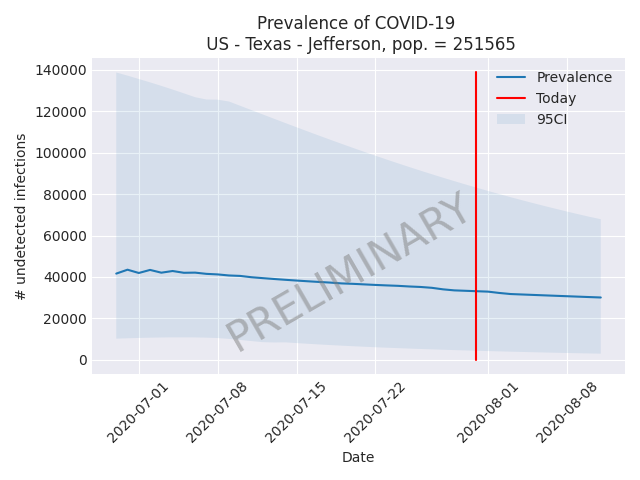 Prevalence of COVID-19
US - Texas - Jefferson, pop. = 251565
140000
120000
100000
80000
60000
40000
20000
0
# undetected infections
Prevalence
Today
95CI
PRELIMINARY
2020-07-01
2020-07-08
2020-07-15
2020-07-22
2020-08-01
2020-08-08
Date